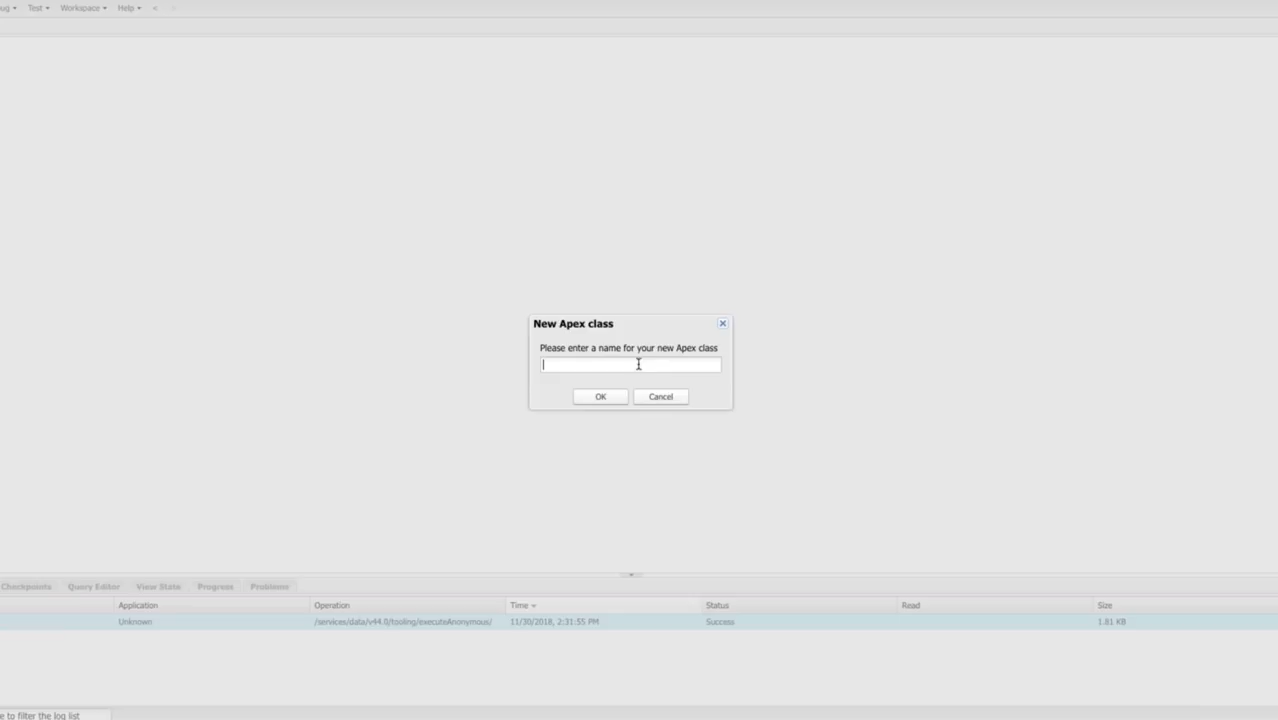 ug Test Workspace Help <
New Apex class
Please enter a name for your new Apex class
OK Cancel
Checkpoints Query Editor View State Progress Problems
Application Operation Time Status Read Size
Unknown /services/data/v44.0/tooling/executeAnonymous/ 11/30/2018, 2:31:55 PM Success 1.81 KB
e to filter the log list